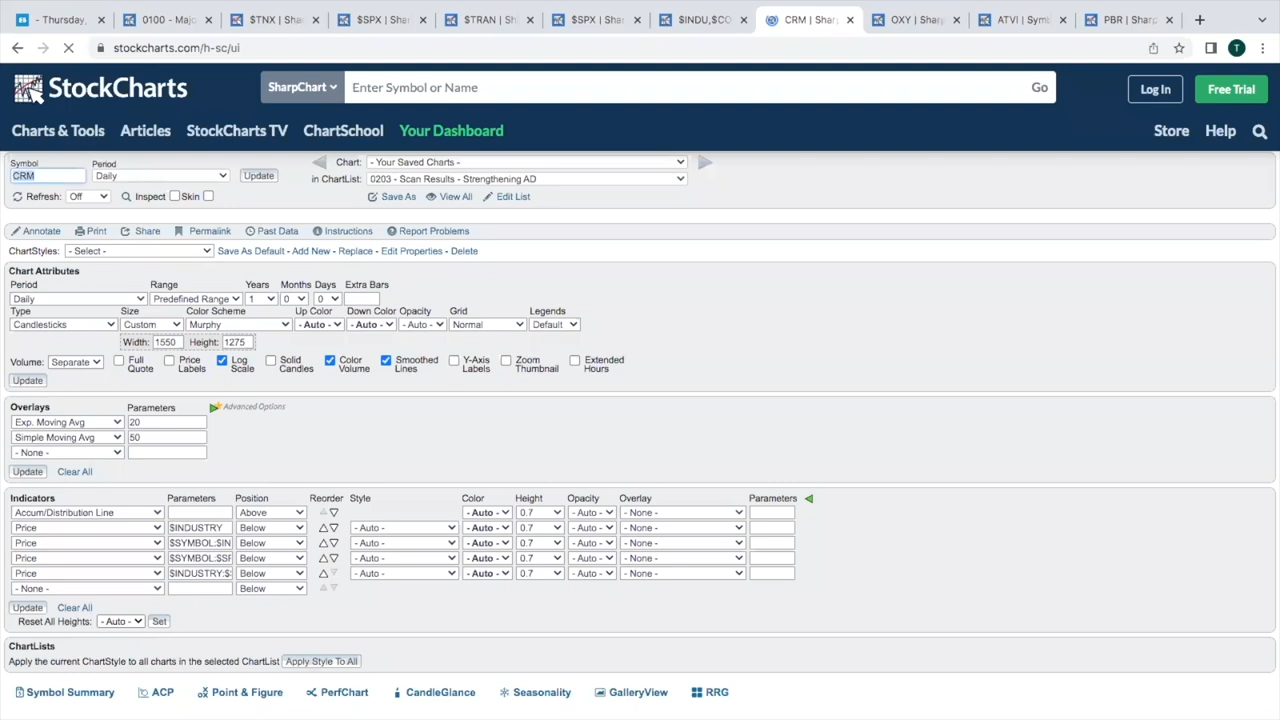 - Thursday,
0100 - Majo
$TNX | Sha
$SPX | Shar
$TRAN | Sh
$SPX | Shar
$INDU,$CO
CRM | Shar
OXY | Sharp
ATVI | Symb
PBR | Sharp
stockcharts.com/h-sc/ui
T
StockCharts
SharpChart
Enter Symbol or Name
Go
Log In
Free Trial
Charts & Tools
Articles
StockCharts TV
ChartSchool
Your Dashboard
Store
Help
Symbol
Period
CRM
Daily
Update
Chart:
- Your Saved Charts -
in ChartList:
0203 - Scan Results - Strengthening AD
Refresh:
Off
Inspect
Skin
Save As
View All
Edit List
Annotate
Print
Share
Permalink
Past Data
Instructions
Report Problems
ChartStyles:
- Select -
Save As Default - Add New - Replace - Edit Properties - Delete
Chart Attributes
Period
Range
Years
Months
Days
Extra Bars
Daily
Predefined Range
1
0
0
Type
Size
Color Scheme
Up Color
Down Color
Opacity
Grid
Legends
Candlesticks
Custom
Murphy
- Auto -
- Auto -
- Auto -
Normal
Default
Width:
1550
Height:
1275
Volume:
Separate
Full Quote
Price Labels
Log Scale
Solid Candles
Color Volume
Smoothed Lines
Y-Axis Labels
Zoom Thumbnail
Extended Hours
Update
Overlays
Parameters
Advanced Options
Exp. Moving Avg
20
Simple Moving Avg
50
- None -
Update
Clear All
Indicators
Parameters
Position
Reorder
Style
Color
Height
Opacity
Overlay
Parameters
Accum/Distribution Line
Above
- Auto -
0.7
- Auto -
- None -
Price
$INDUSTRY
Below
- Auto -
- Auto -
0.7
- Auto -
- None -
Price
$SYMBOL:$IN
Below
- Auto -
- Auto -
0.7
- Auto -
- None -
Price
$SYMBOL:$SP
Below
- Auto -
- Auto -
0.7
- Auto -
- None -
Price
$INDUSTRY:$
Below
- Auto -
- Auto -
0.7
- Auto -
- None -
- None -
Below
Update
Clear All
Reset All Heights:
- Auto -
Set
ChartLists
Apply the current ChartStyle to all charts in the selected ChartList
Apply Style To All
Symbol Summary
ACP
Point & Figure
PerfChart
CandleGlance
Seasonality
GalleryView
RRG